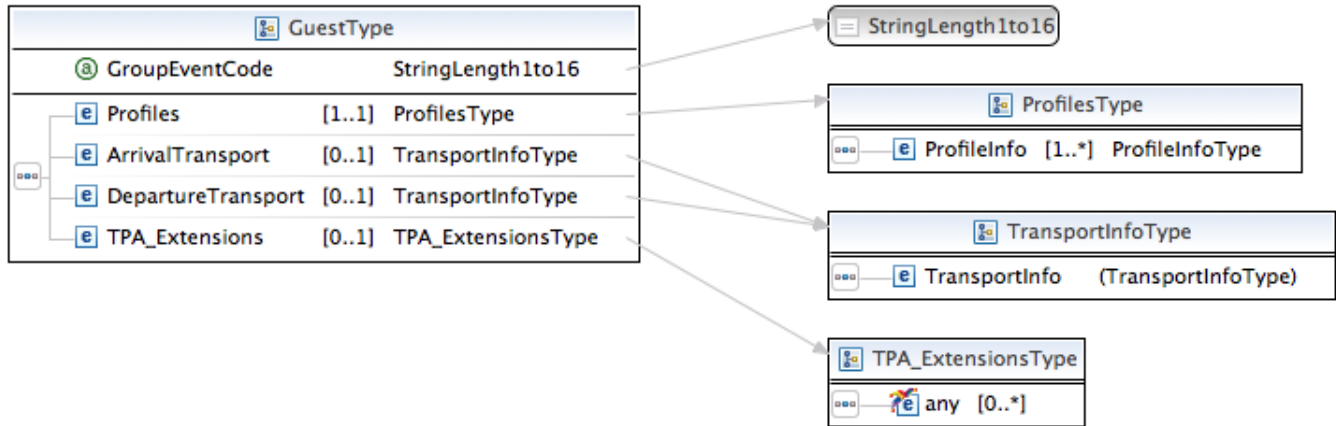 GuestType
a GroupEventCode StringLength1to16
e Profiles [1..1] ProfilesType
e ArrivalTransport [0..1] TransportInfoType
e DepartureTransport [0..1] TransportInfoType
e TPA_Extensions [0..1] TPA_ExtensionsType
StringLength1to16
ProfilesType
e ProfileInfo [1..*] ProfileInfoType
TransportInfoType
e TransportInfo (TransportInfoType)
TPA_ExtensionsType
e any [0..*]